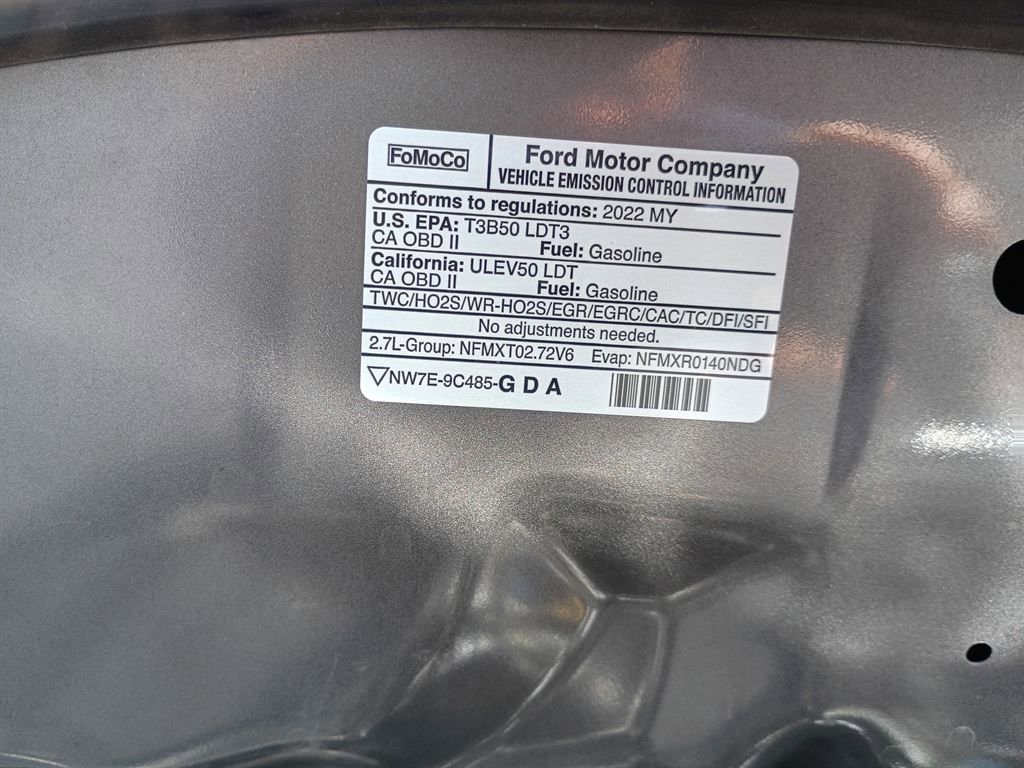 FoMoCo
Ford Motor Company
VEHICLE EMISSION CONTROL INFORMATION
Conforms to regulations: 2022 MY
U.S. EPA: T3B50 LDT3
CA OBD II Fuel: Gasoline
California: ULEV50 LDT
CA OBD II Fuel: Gasoline
TWC/HO2S/WR-HO2S/EGR/EGRC/CAC/TC/DFI/SFI
No adjustments needed.
2.7L-Group: NFMXT02.72V6 Evap: NFMXR0140NDG
NW7E-9C485-G D A